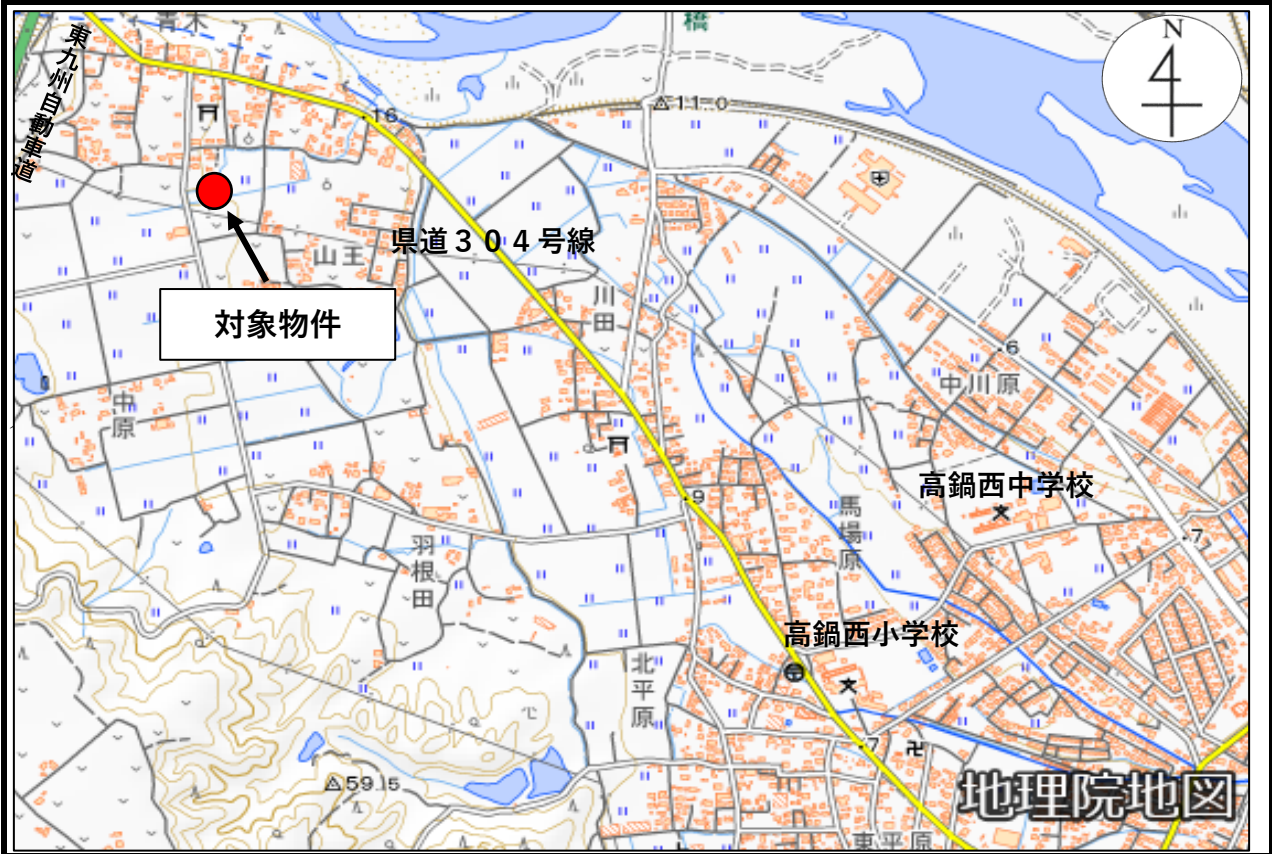 青木
橋
N
東九州自動車道
△11.0
.16
山王
県道３０４号線
対象物件
川田
.6
中川原
中原
高鍋西中学校
.9
馬場原
.7
羽根田
高鍋西小学校
北平原
.7
△59.5
地理院地図
東平原